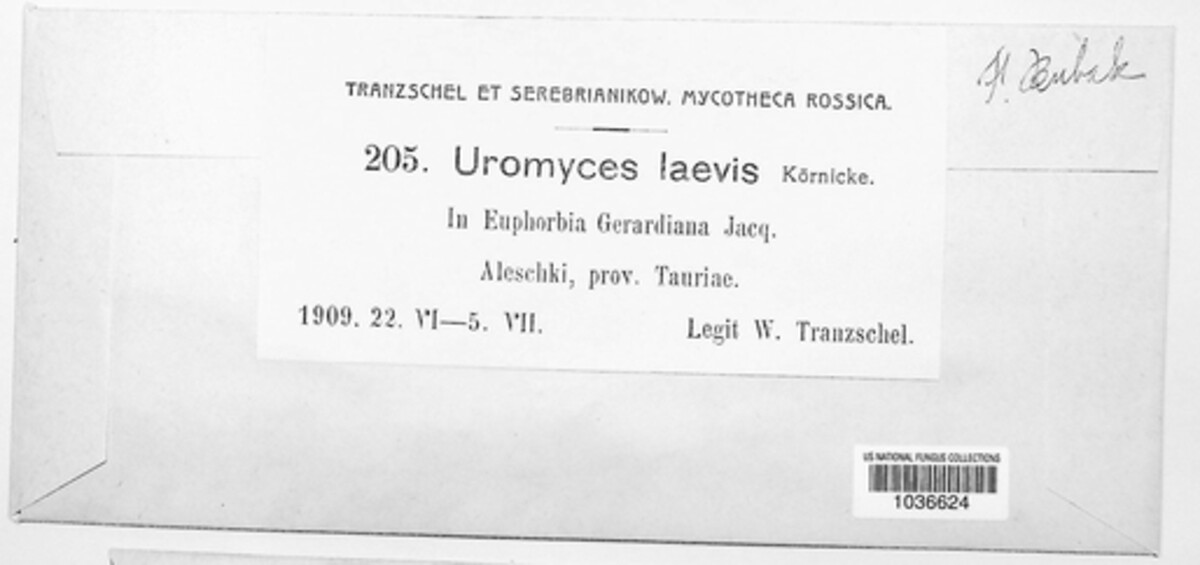 F. Bubak
TRANZSCHEL ET SEREBRIANIKOW. MYCOTHECA ROSSICA.
205. Uromyces laevis Körnicke.
In Euphorbia Gerardiana Jacq.
Aleschki, prov. Tauriae.
1909. 22. VI—5. VII. Legit W. Tranzschel.
US NATIONAL FUNGUS COLLECTIONS
1036624